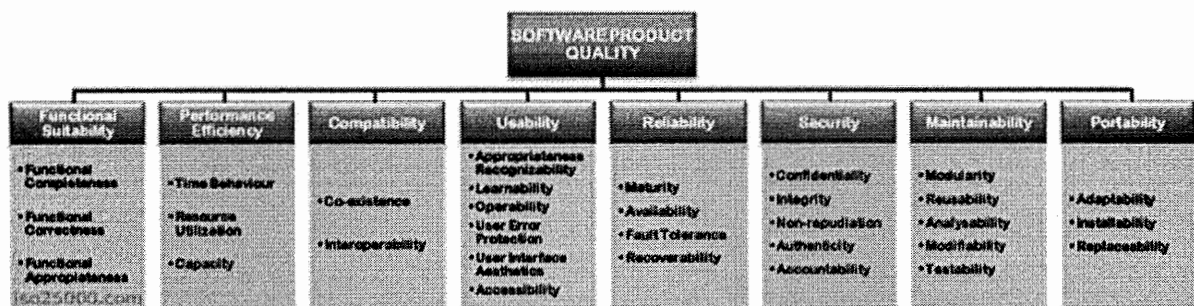 SOFTWARE PRODUCT
QUALITY
Functional
Suitability
• Functional
Completeness
• Functional
Correctness
• Functional
Appropiateness
Performance
Efficiency
• Time Behaviour
• Resource
Utilization
• Capacity
Compatibility
• Co-existence
• Interoperability
Usability
• Appropiateness
Recognizability
• Learnability
• Operability
• User Error
Protection
• User Interface
Aesthetics
• Accessibility
Reliability
• Maturity
• Availability
• Fault Tolerance
• Recoverability
Security
• Confidentiality
• Integrity
• Non-repudiation
• Authenticity
• Accountability
Maintainability
• Modularity
• Reusability
• Analysability
• Modifiability
• Testability
Portability
• Adaptability
• Installability
• Replaceability
iso25000.com